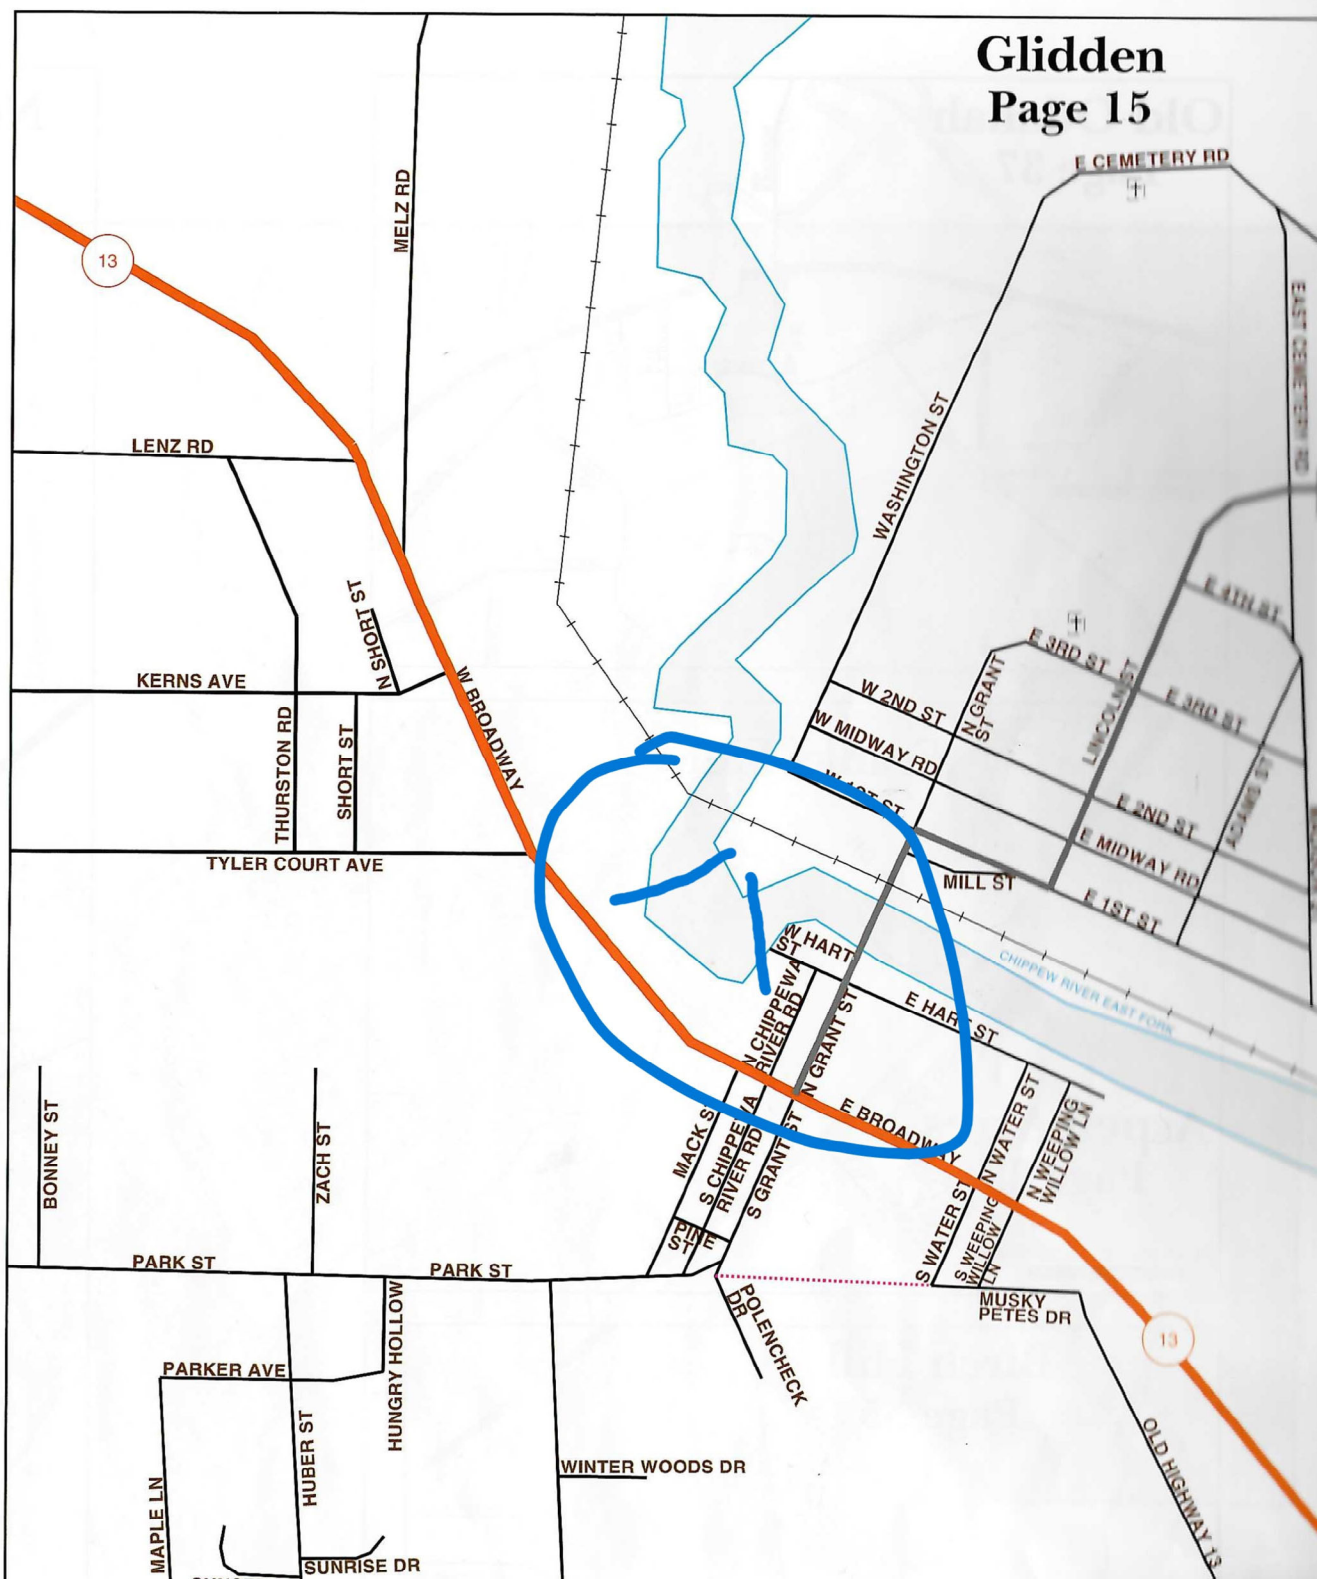 Glidden
Page 15
E CEMETERY RD
MELZ RD
13
EAST CEMETERY RD
WASHINGTON ST
LENZ RD
E 4TH ST
N SHORT ST
E 3RD ST
KERNS AVE
N GRANT
ST
LINCOLN ST
E 3RD ST
W 2ND ST
W BROADWAY
W MIDWAY RD
THURSTON RD
SHORT ST
W 1ST ST
ADAMS ST
E 2ND ST
TYLER COURT AVE
E MIDWAY RD
MILL ST
E 1ST ST
W HART
ST
CHIPPEW RIVER EAST FORK
N CHIPPEWA
RIVER RD
N GRANT ST
E HART ST
E BROADWAY
BONNEY ST
ZACH ST
MACK S
S CHIPPEWA
RIVER RD
S GRANT ST
N WATER ST
N WEEPING
WILLOW LN
S WATER ST
S WEEPING
WILLOW
LN
PINE
ST
PARK ST
PARK ST
POLENCHECK
DR
MUSKY
PETES DR
13
HUNGRY HOLLOW
PARKER AVE
HUBER ST
MAPLE LN
WINTER WOODS DR
OLD HIGHWAY 13
SUNRISE DR